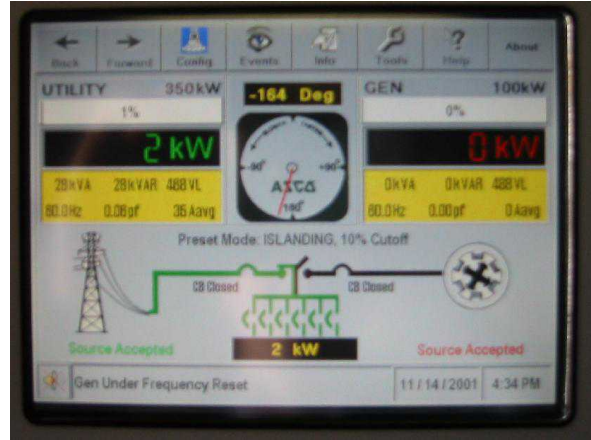 Back Forward Config Events Info Tools Help About
UTILITY 350kW
1%
2 kW
28kVA 28kVAR 488VL
60.0Hz 0.06pf 35Aavg
-164 Deg
-90° +90°
ASCO
180°
GEN 100kW
0%
0 kW
0kVA 0kVAR 488VL
60.0Hz 0.00pf 0Aavg
Preset Mode: ISLANDING, 10% Cutoff
CB Closed CB Closed
Source Accepted 2 kW Source Accepted
Gen Under Frequency Reset 11/14/2001 4:34 PM